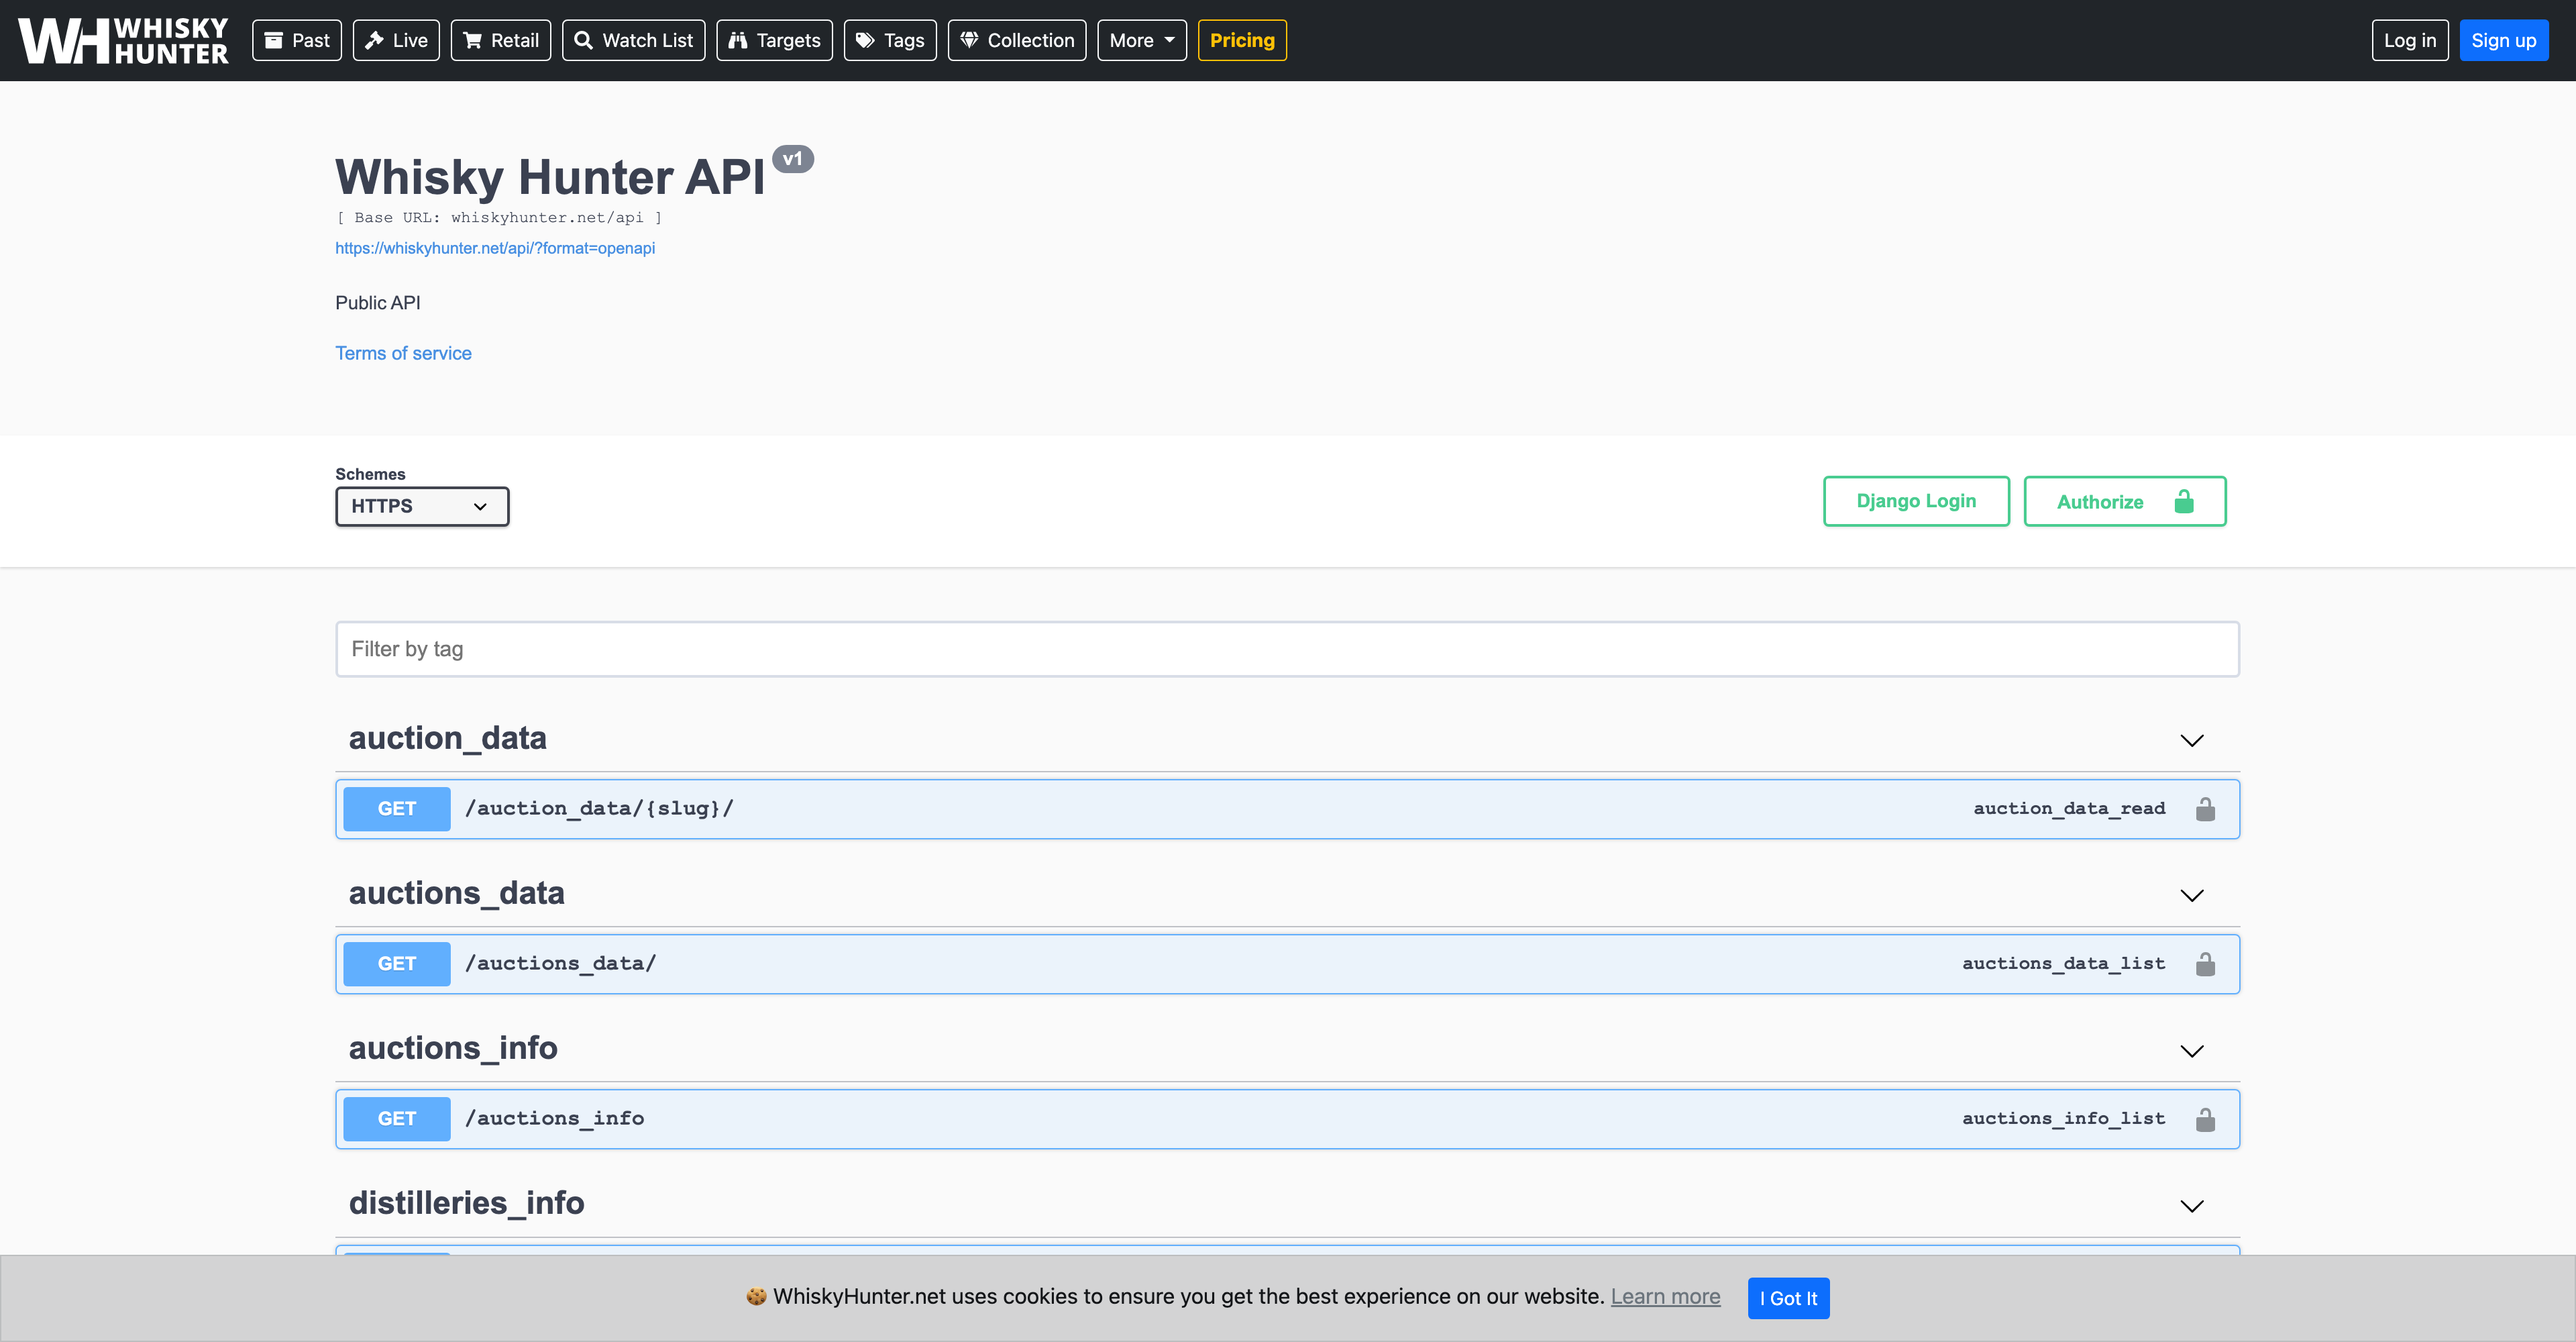 WH WHISKY HUNTER
Past Live Retail Watch List Targets Tags Collection More Pricing Log in Sign up
Whisky Hunter API v1
[ Base URL: whiskyhunter.net/api ]
https://whiskyhunter.net/api/?format=openapi
Public API
Terms of service
Schemes
HTTPS
Django Login Authorize
Filter by tag
auction_data
GET /auction_data/{slug}/ auction_data_read
auctions_data
GET /auctions_data/ auctions_data_list
auctions_info
GET /auctions_info auctions_info_list
distilleries_info
🍪 WhiskyHunter.net uses cookies to ensure you get the best experience on our website. Learn more I Got It